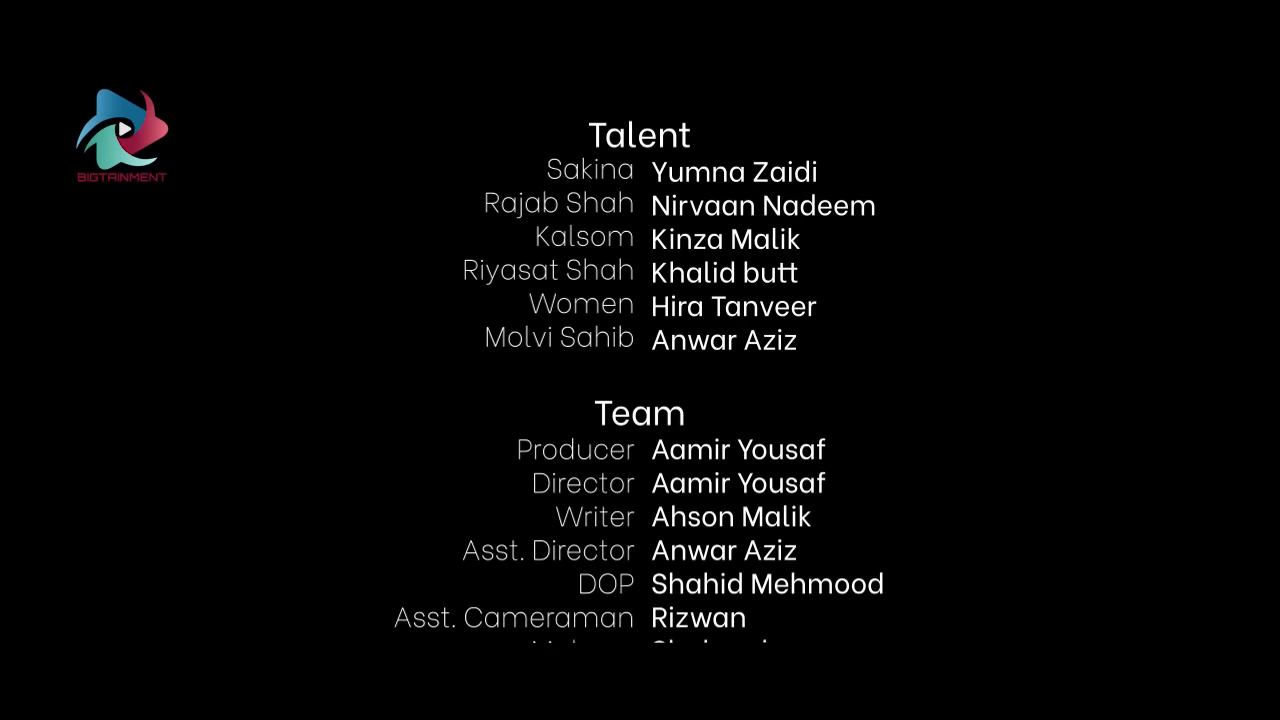 BIGTAINMENT
Talent
Sakina Yumna Zaidi
Rajab Shah Nirvaan Nadeem
Kalsom Kinza Malik
Riyasat Shah Khalid butt
Women Hira Tanveer
Molvi Sahib Anwar Aziz
Team
Producer Aamir Yousaf
Director Aamir Yousaf
Writer Ahson Malik
Asst. Director Anwar Aziz
DOP Shahid Mehmood
Asst. Cameraman Rizwan